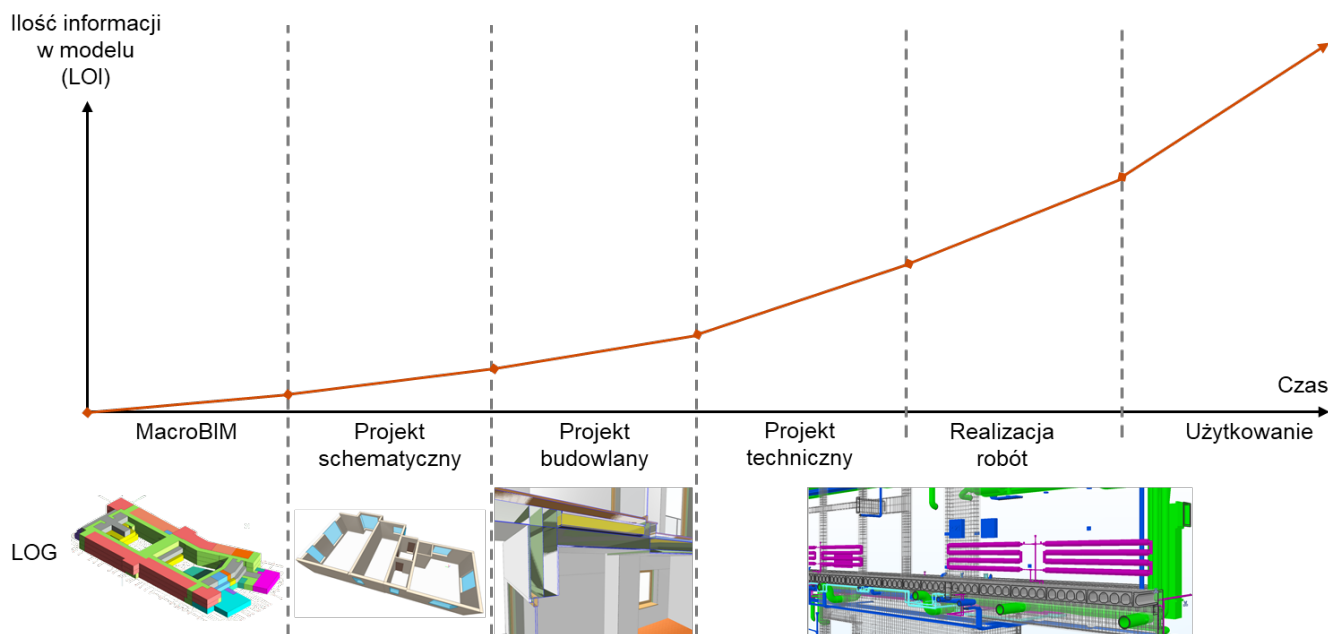 Ilość informacji
w modelu
(LOI)
Czas
MacroBIM
Projekt
schematyczny
Projekt
budowlany
Projekt
techniczny
Realizacja
robót
Użytkowanie
LOG